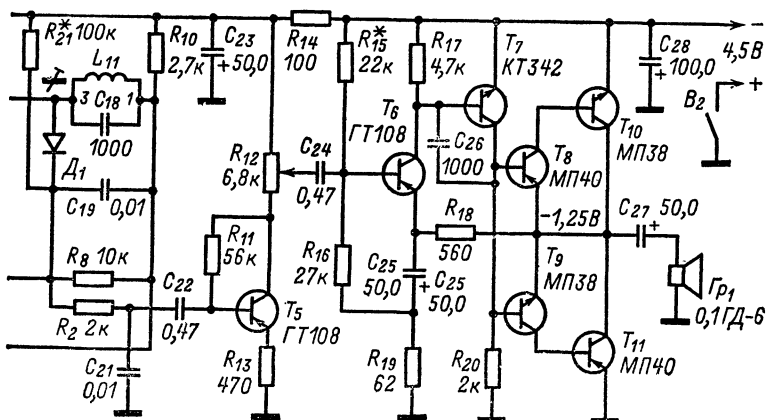 R21* 100к
L11
3 C18 1
1000
Д1
C19 0,01
R8 10к
R2 2к
C21
0,01
C22
0,47
R10
2,7к
C23
+50,0
R14
100
R12
6,8к
R11
56к
T5
ГТ108
R13
470
C24
0,47
R15*
22к
R16
27к
R17
4,7к
T6
ГТ108
C26
1000
C25
50,0
+ C25
50,0
R18
560
R19
62
R20
2к
T7
КТ342
T8
МП40
T9
МП38
T10
МП38
T11
МП40
-1,25В
C27 50,0
+
Гр1
0,1ГД-6
C28
+ 100,0
-
4,5В
+
В2